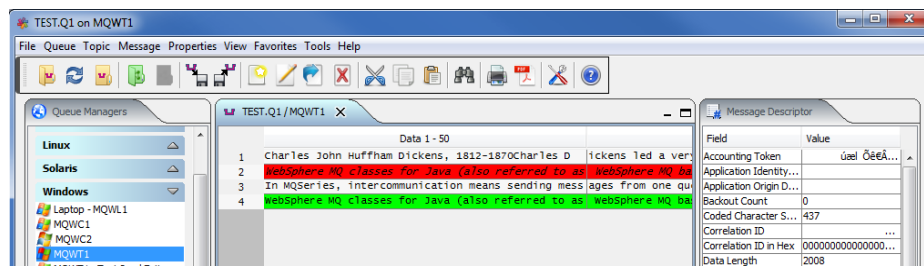 TEST.Q1 on MQWT1
File Queue Topic Message Properties View Favorites Tools Help
Queue Managers
Linux
Solaris
Windows
Laptop - MQWL1
MQWC1
MQWC2
MQWT1
TEST.Q1/MQWT1
Data 1 - 50
1 Charles John Huffham Dickens, 1812-1870Charles D ickens led a very
2 WebSphere MQ classes for Java (also referred to as WebSphere MQ ba
3 In MQSeries, intercommunication means sending mess ages from one qu
4 WebSphere MQ classes for Java (also referred to as WebSphere MQ bas
Message Descriptor
Field Value
Accounting Token úæl Õê€Â...
Application Identity...
Application Origin D...
Backout Count 0
Coded Character S... 437
Correlation ID ...
Correlation ID in Hex 0000000000000...
Data Length 2008